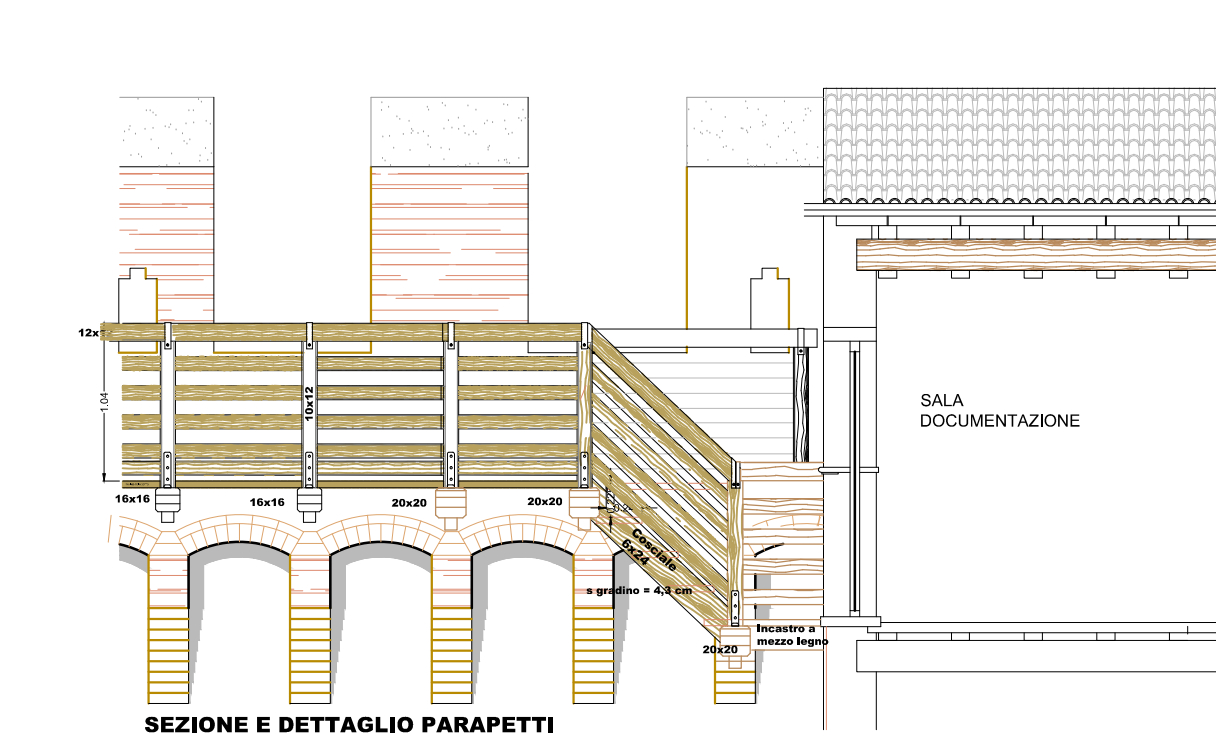 12x
1.04
10x12
SALA
DOCUMENTAZIONE
16x16
16x16
20x20
20x20
Cosciale
6x24
s gradino = 4,3 cm
Incastro a
mezzo legno
20x20
SEZIONE E DETTAGLIO PARAPETTI